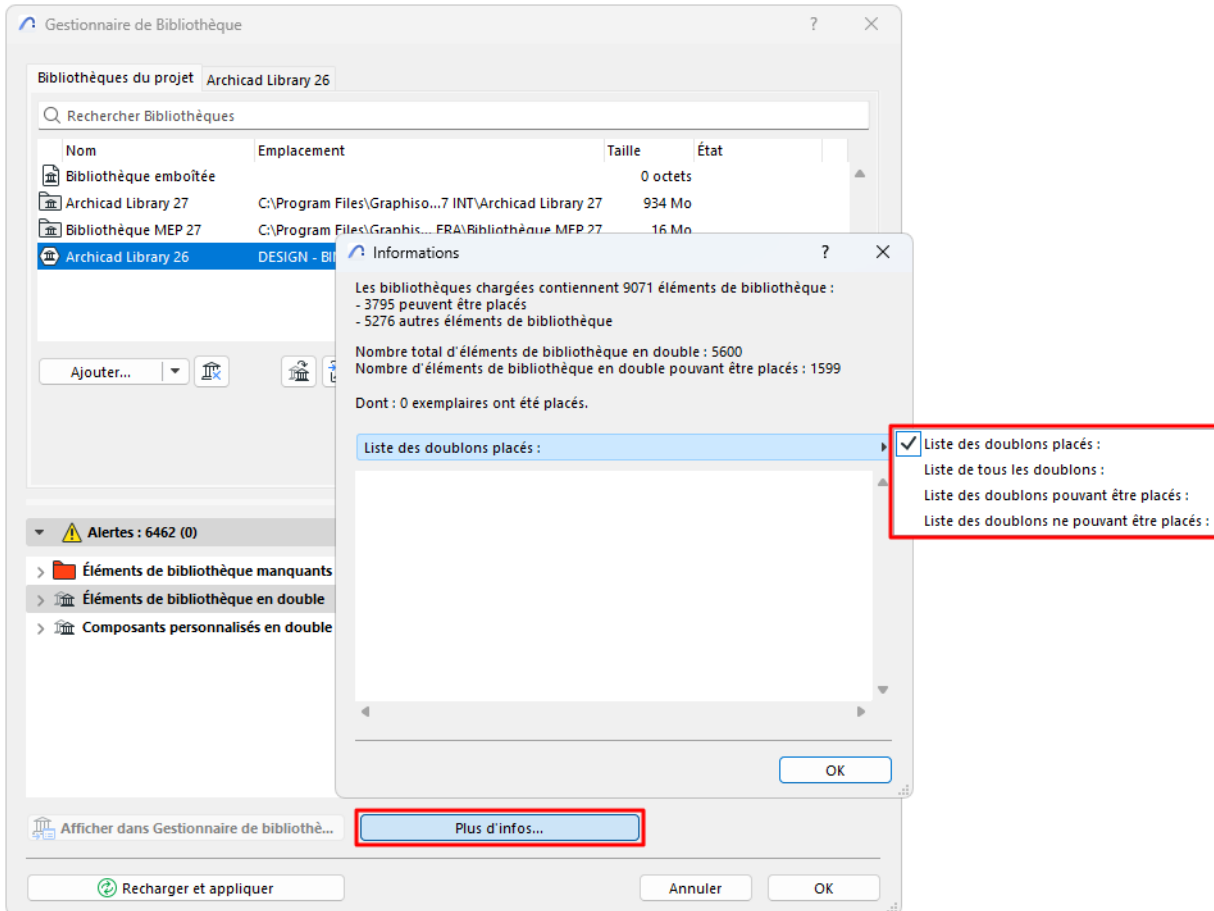 Gestionnaire de Bibliothèque
?
Bibliothèques du projet Archicad Library 26
Rechercher Bibliothèques
Nom Emplacement Taille État
Bibliothèque emboîtée 0 octets
Archicad Library 27 C:\Program Files\Graphiso...7 INT\Archicad Library 27 934 Mo
Bibliothèque MEP 27 C:\Program Files\Graphis... FRA\Bibliothèque MEP 27 16 Mo
Archicad Library 26 DESIGN - BI
Ajouter...
Informations
?
Les bibliothèques chargées contiennent 9071 éléments de bibliothèque :
- 3795 peuvent être placés
- 5276 autres éléments de bibliothèque
Nombre total d'éléments de bibliothèque en double : 5600
Nombre d'éléments de bibliothèque en double pouvant être placés : 1599
Dont : 0 exemplaires ont été placés.
Liste des doublons placés :
Liste des doublons placés :
Liste de tous les doublons :
Liste des doublons pouvant être placés :
Liste des doublons ne pouvant être placés :
OK
Alertes : 6462 (0)
Éléments de bibliothèque manquants
Éléments de bibliothèque en double
Composants personnalisés en double
Afficher dans Gestionnaire de bibliothè...
Plus d'infos...
Recharger et appliquer
Annuler
OK